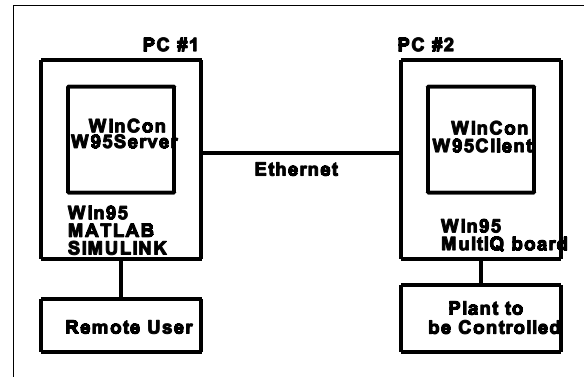 PC #1
PC #2
WinCon
W95Server
WinCon
W95Client
Ethernet
Win95
MATLAB
SIMULINK
Win95
MultiQ board
Remote User
Plant to
be Controlled